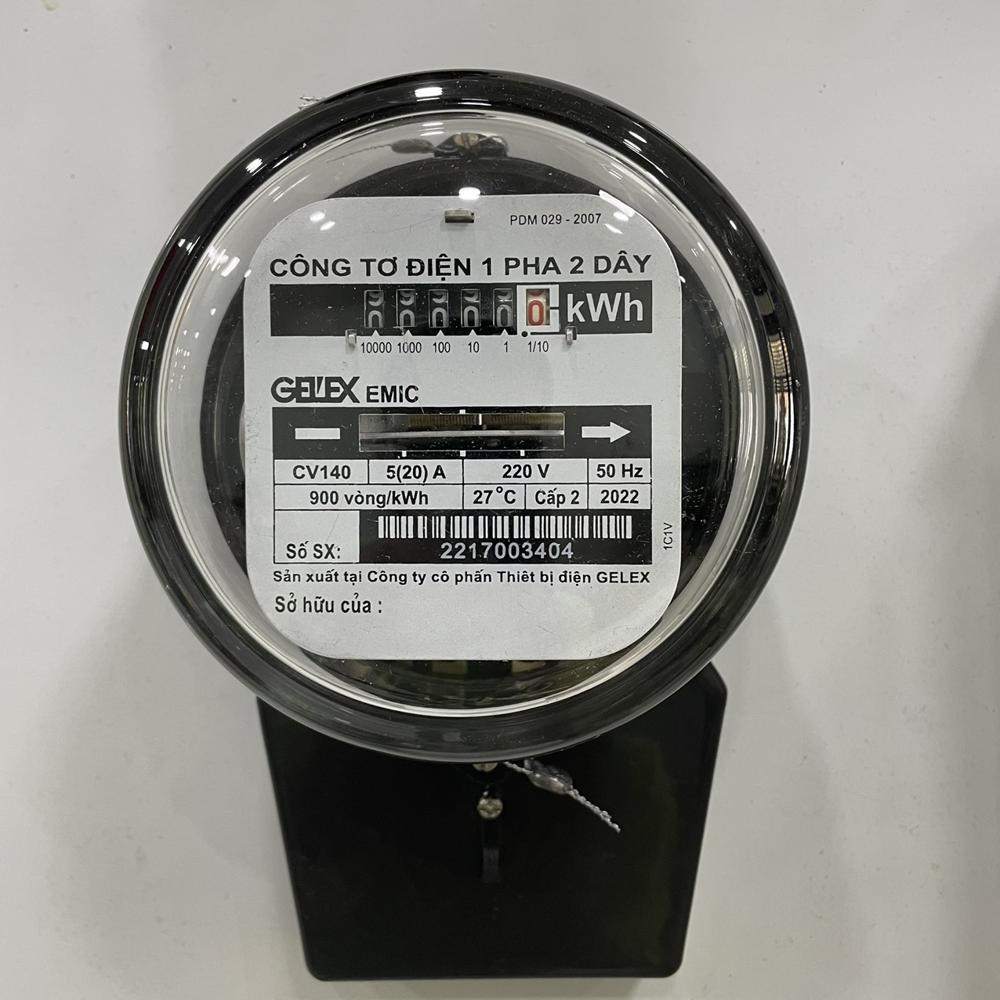 PDM 029 - 2007
CÔNG TƠ ĐIỆN 1 PHA 2 DÂY
0 0 0 0 0 0 kWh
10000 1000 100 10 1 1/10
GELEX EMIC
CV140 5(20) A 220 V 50 Hz
900 vòng/kWh 27°C Cấp 2 2022
Số SX: 2217003404
1C1V
Sản xuất tại Công ty cổ phần Thiết bị điện GELEX
Sở hữu của :